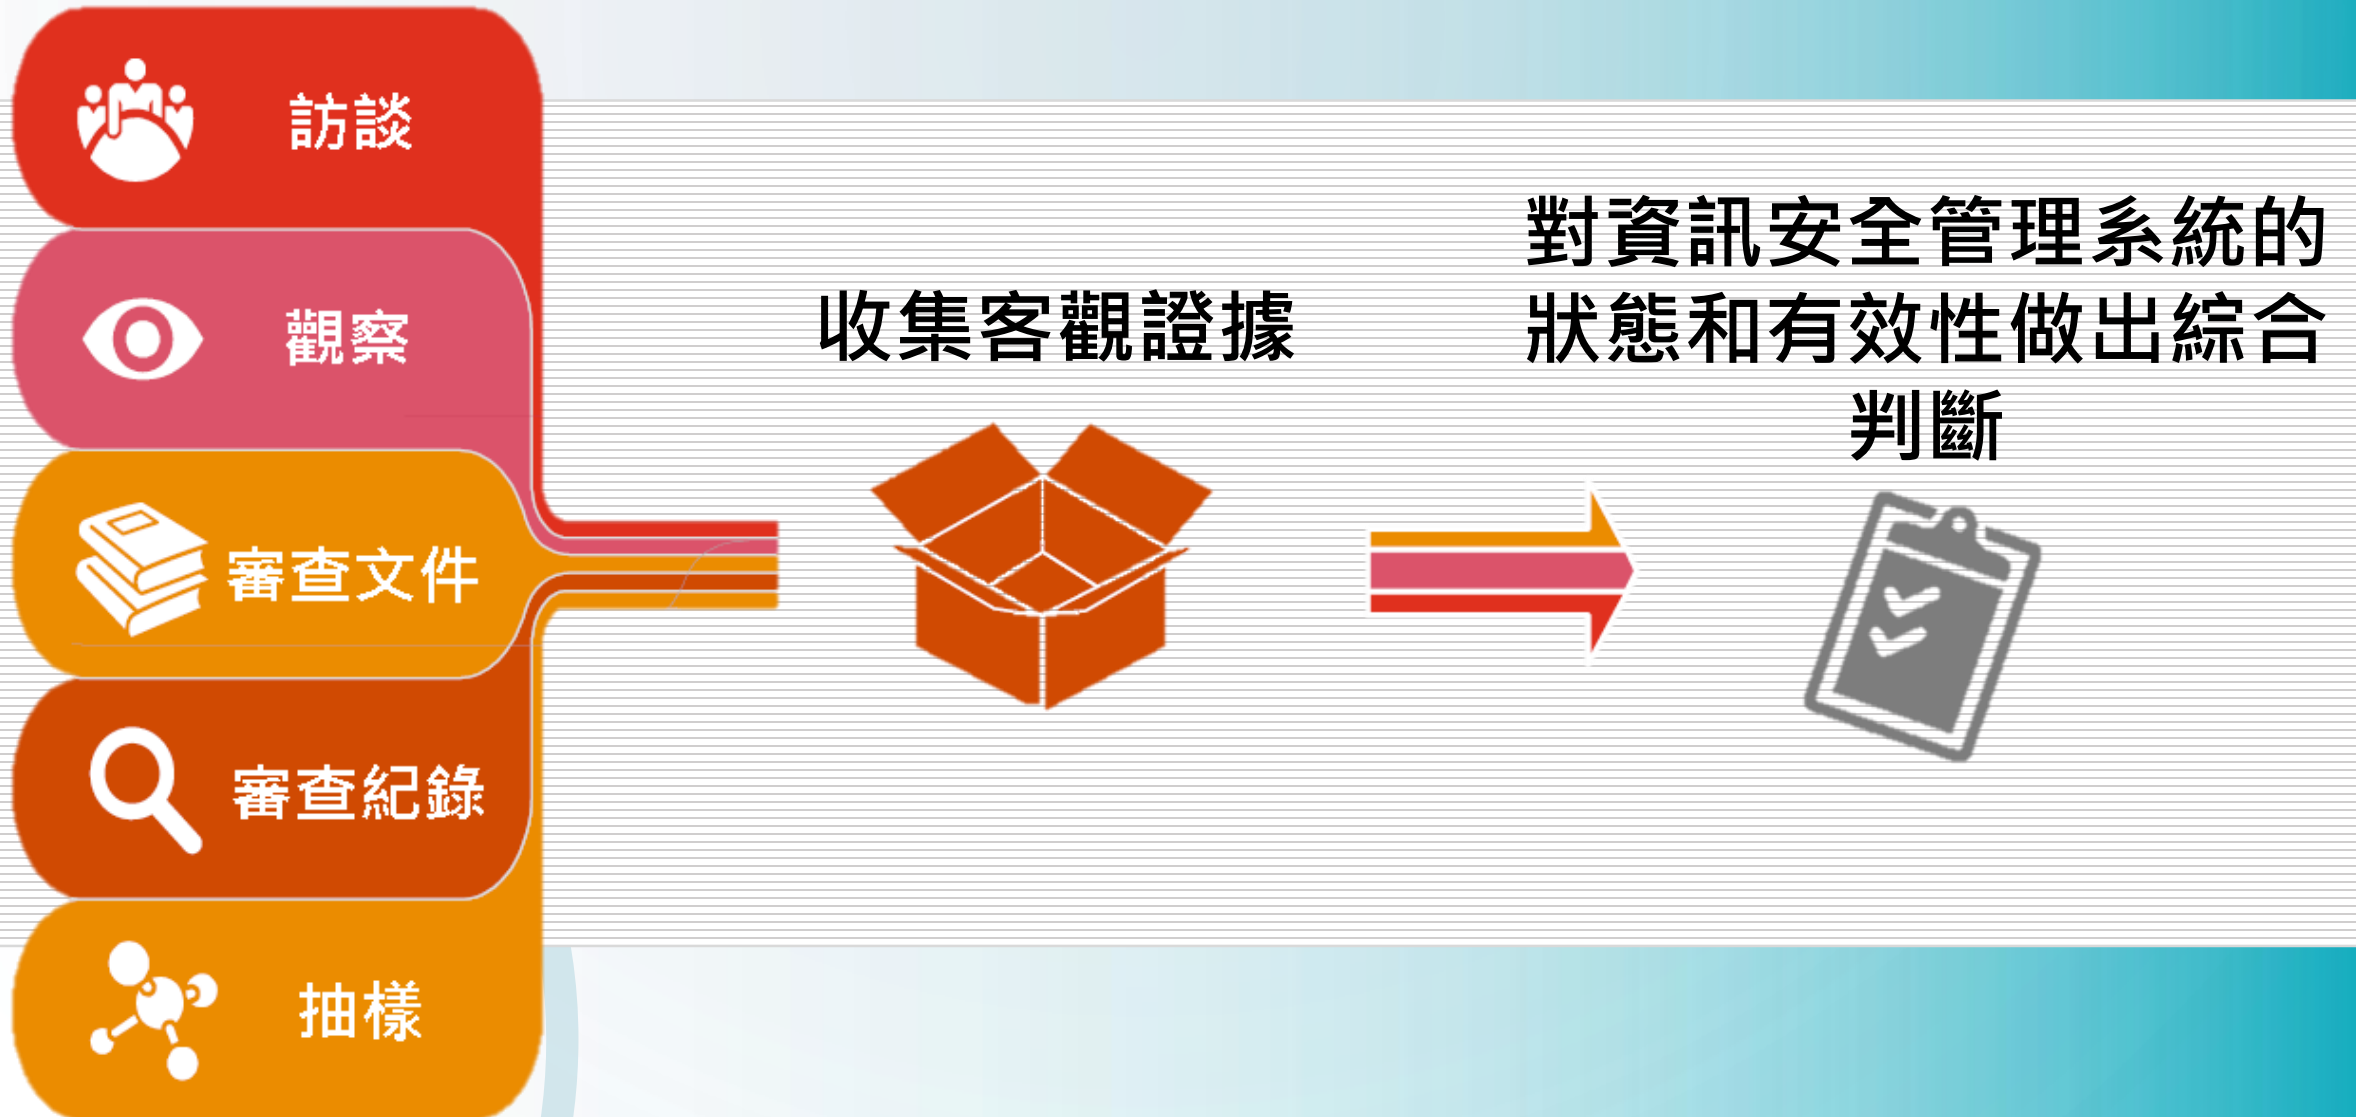 訪談
觀察
審查文件
審查紀錄
抽樣
收集客觀證據
對資訊安全管理系統的
狀態和有效性做出綜合
判斷